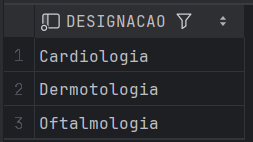 DESIGNACAO
1 Cardiologia
2 Dermotologia
3 Oftalmologia